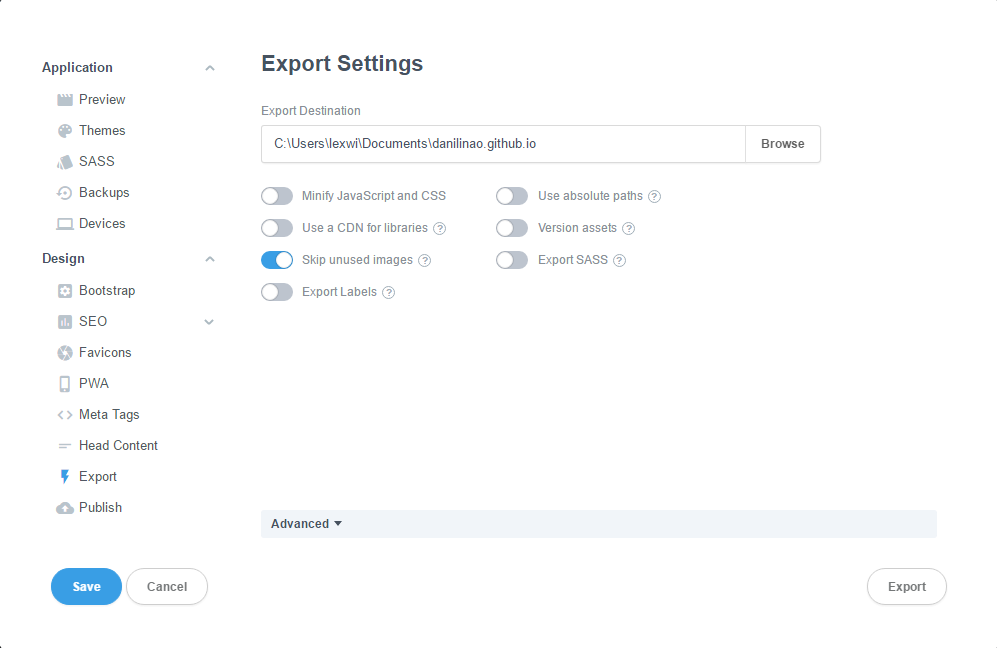 Application
Preview
Themes
SASS
Backups
Devices
Design
Bootstrap
SEO
Favicons
PWA
Meta Tags
Head Content
Export
Publish
Export Settings
Export Destination
C:\Users\lexwi\Documents\danilinao.github.io
Browse
Minify JavaScript and CSS
Use absolute paths ?
Use a CDN for libraries ?
Version assets ?
Skip unused images ?
Export SASS ?
Export Labels ?
Advanced
Save
Cancel
Export